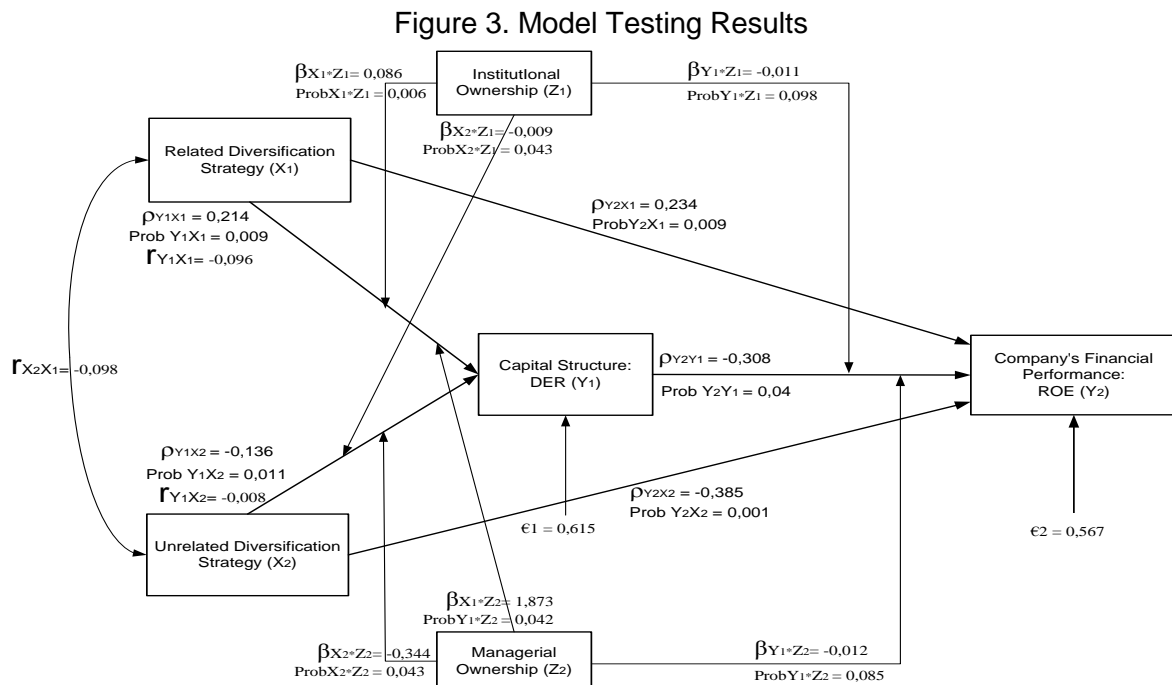 Figure 3. Model Testing Results
βX1*Z1= 0,086
ProbX1*Z1 = 0,006
InstitutIonal
Ownership (Z1)
βY1*Z1= -0,011
ProbY1*Z1 = 0,098
βX2*Z1= -0,009
ProbX2*Z1 = 0,043
Related Diversification
Strategy (X1)
ρY1X1 = 0,214
Prob Y1X1 = 0,009
rY1X1= -0,096
ρY2X1 = 0,234
ProbY2X1 = 0,009
rX2X1= -0,098
Capital Structure:
DER (Y1)
ρY2Y1 = -0,308
Prob Y2Y1 = 0,04
Company's Financial
Performance:
ROE (Y2)
ρY1X2 = -0,136
Prob Y1X2 = 0,011
rY1X2= -0,008
ρY2X2 = -0,385
Prob Y2X2 = 0,001
Unrelated Diversification
Strategy (X2)
€1 = 0,615
€2 = 0,567
βX1*Z2= 1,873
ProbY1*Z2 = 0,042
βX2*Z2= -0,344
ProbX2*Z2 = 0,043
Managerial
Ownership (Z2)
βY1*Z2= -0,012
ProbY1*Z2 = 0,085